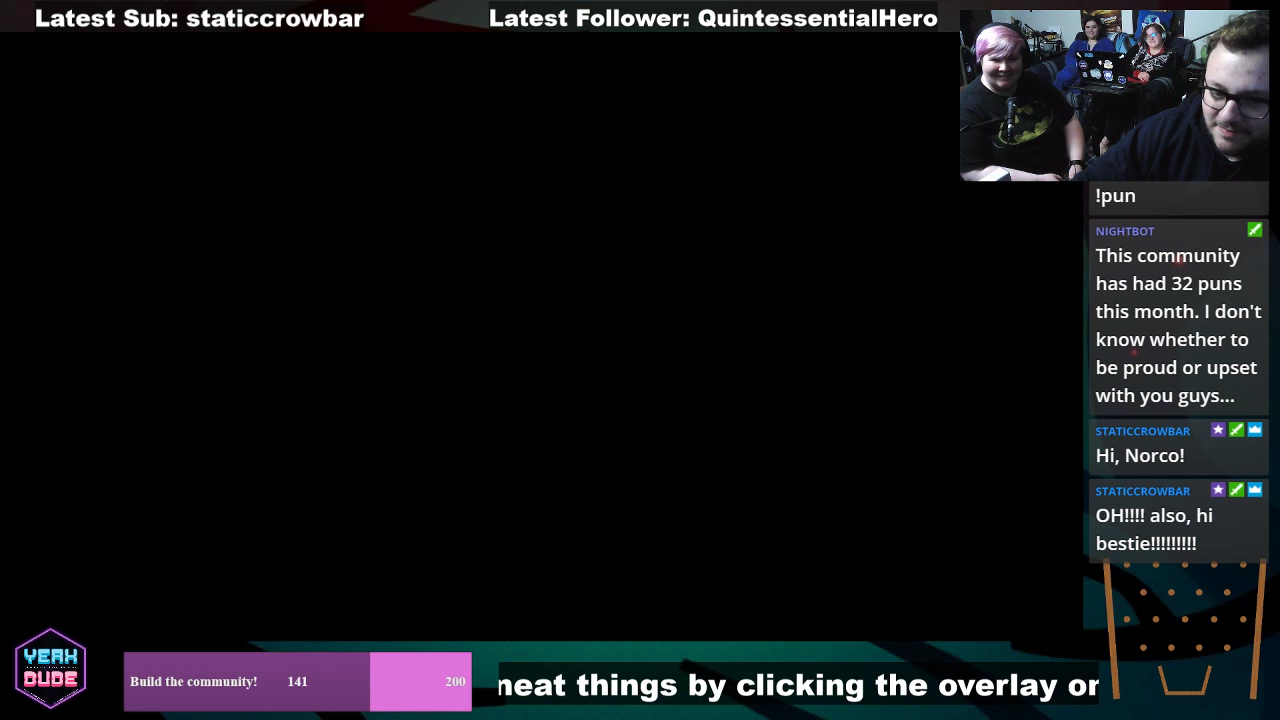 Latest Sub: staticcrowbar
Latest Follower: QuintessentialHero
!pun
NIGHTBOT
This community
has had 32 puns
this month. I don't
know whether to
be proud or upset
with you guys...
STATICCROWBAR
Hi, Norco!
STATICCROWBAR
OH!!!! also, hi
bestie!!!!!!!!!
YEAH
DUDE
Build the community! 141 200
neat things by clicking the overlay or